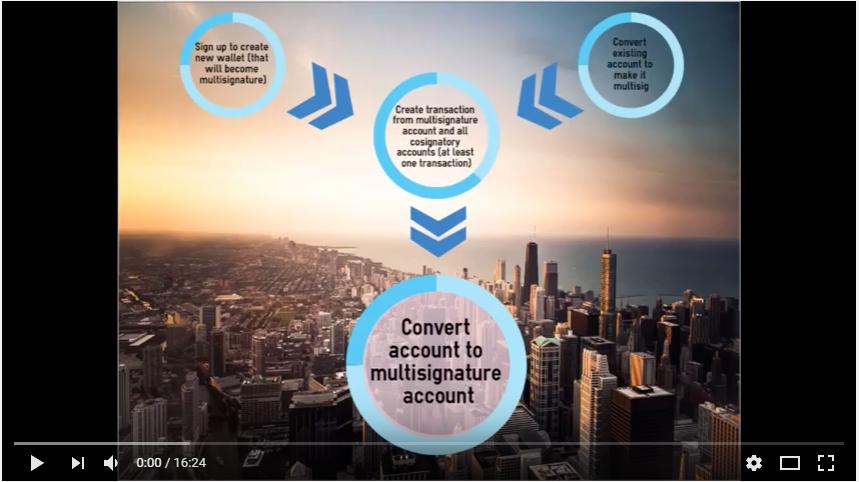 Sign up to create
new wallet (that
will become
multisignature)
Convert
existing
account to
make it
multisig
Create transaction
from multisignature
account and all
cosignatory
accounts (at least
one transaction)
Convert
account to
multisignature
account
0:00 / 16:24